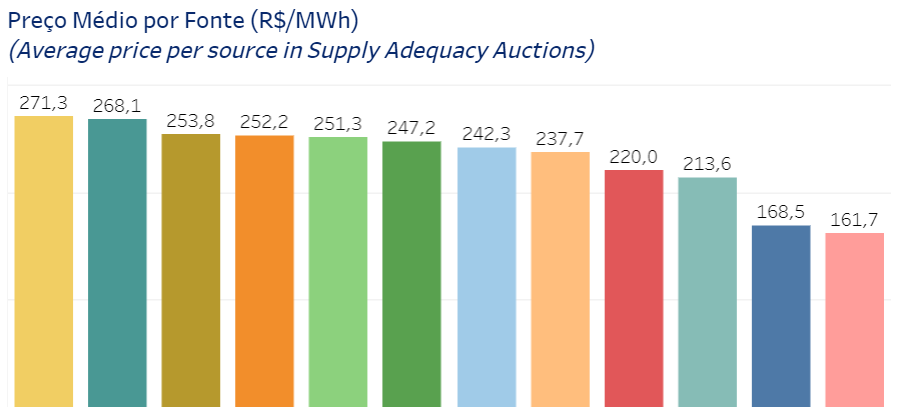 Preço Médio por Fonte (R$/MWh)
(Average price per source in Supply Adequacy Auctions)
271,3 268,1 253,8 252,2 251,3 247,2 242,3 237,7 220,0 213,6 168,5 161,7